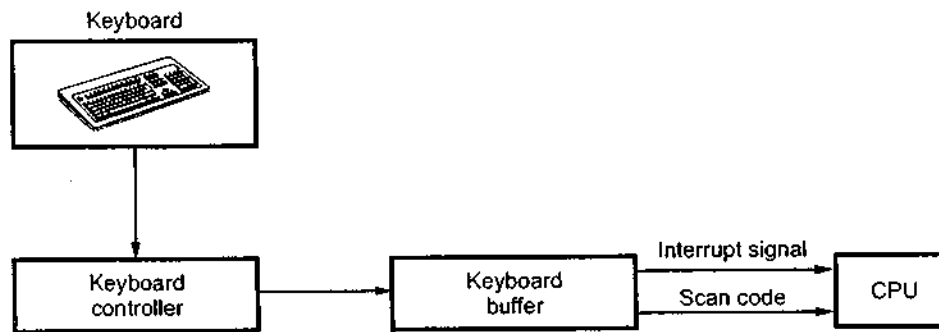 Keyboard
Keyboard
controller
Keyboard
buffer
Interrupt signal
Scan code
CPU